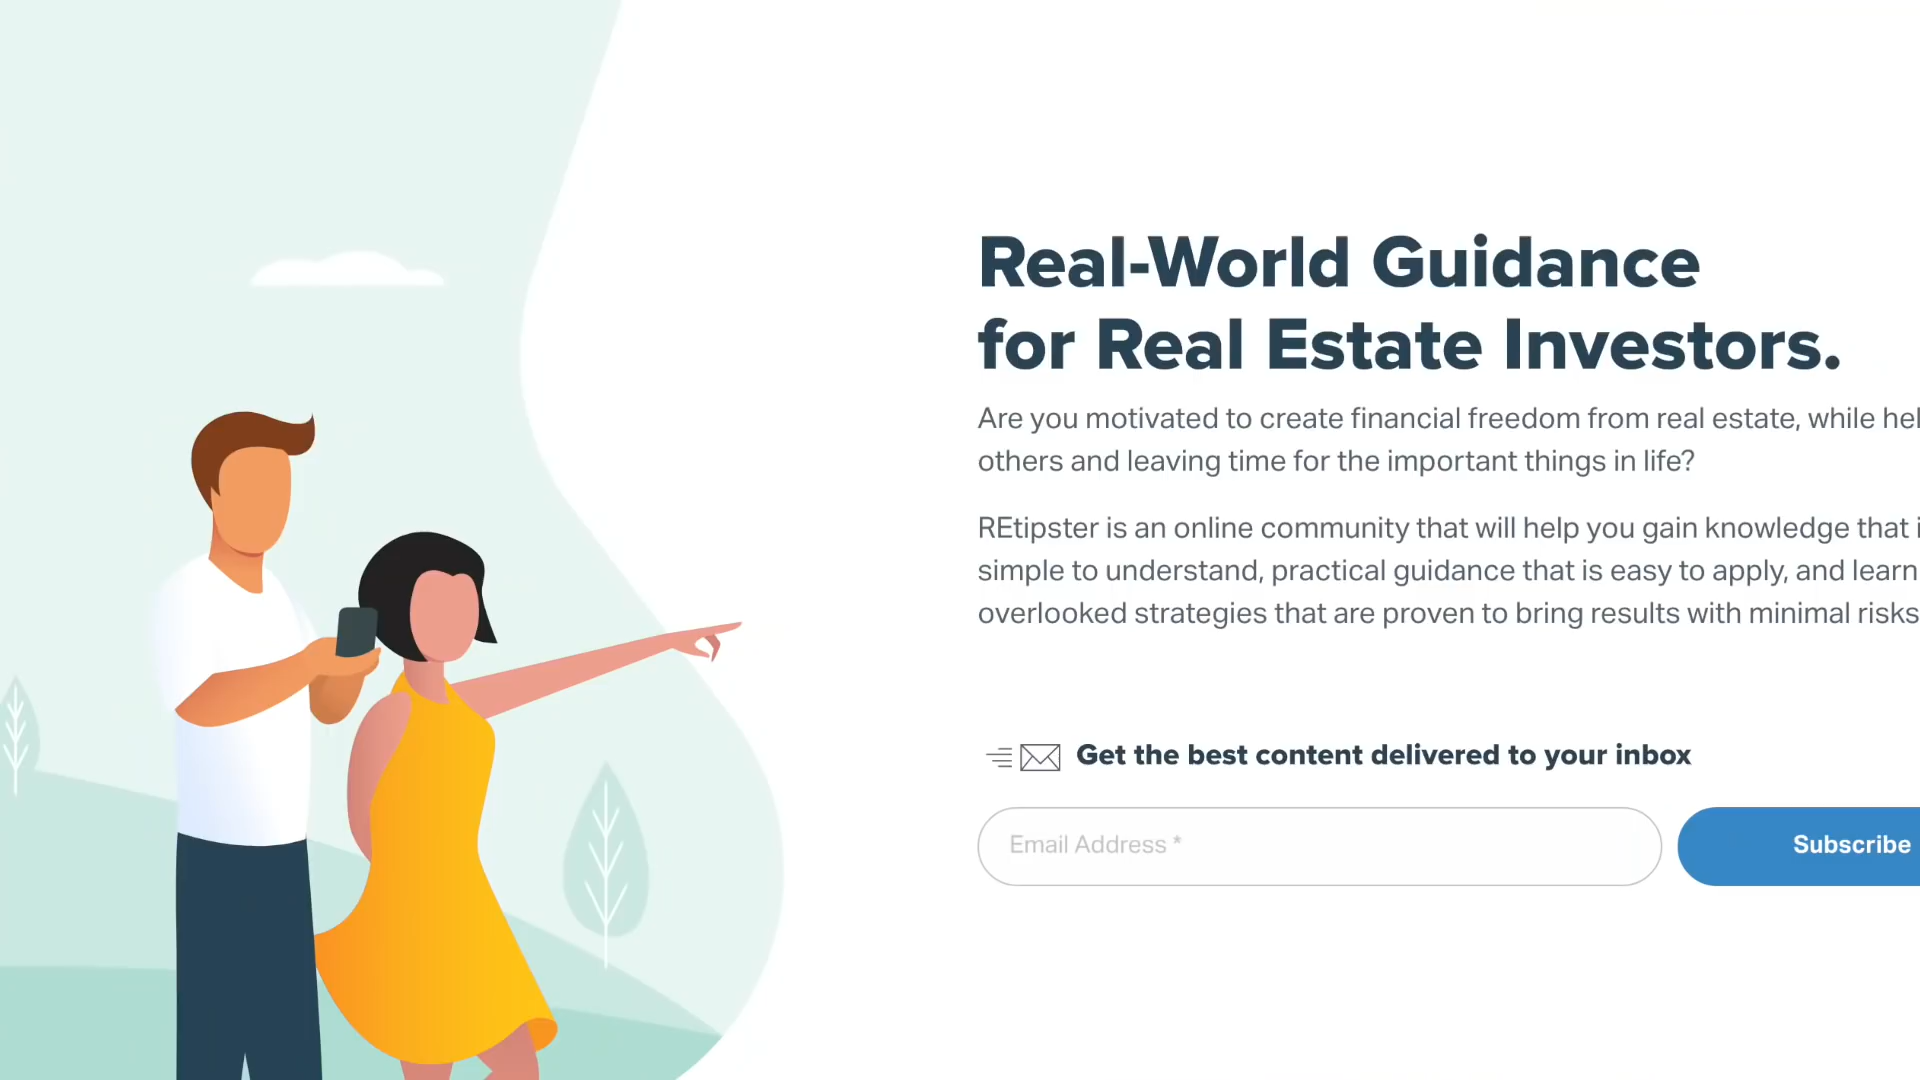 Real-World Guidance
for Real Estate Investors.
Are you motivated to create financial freedom from real estate, while
others and leaving time for the important things in life?
REtipster is an online community that will help you gain knowledge that
simple to understand, practical guidance that is easy to apply, and learn
overlooked strategies that are proven to bring results with minimal risks
Get the best content delivered to your inbox
Email Address *
Subscribe